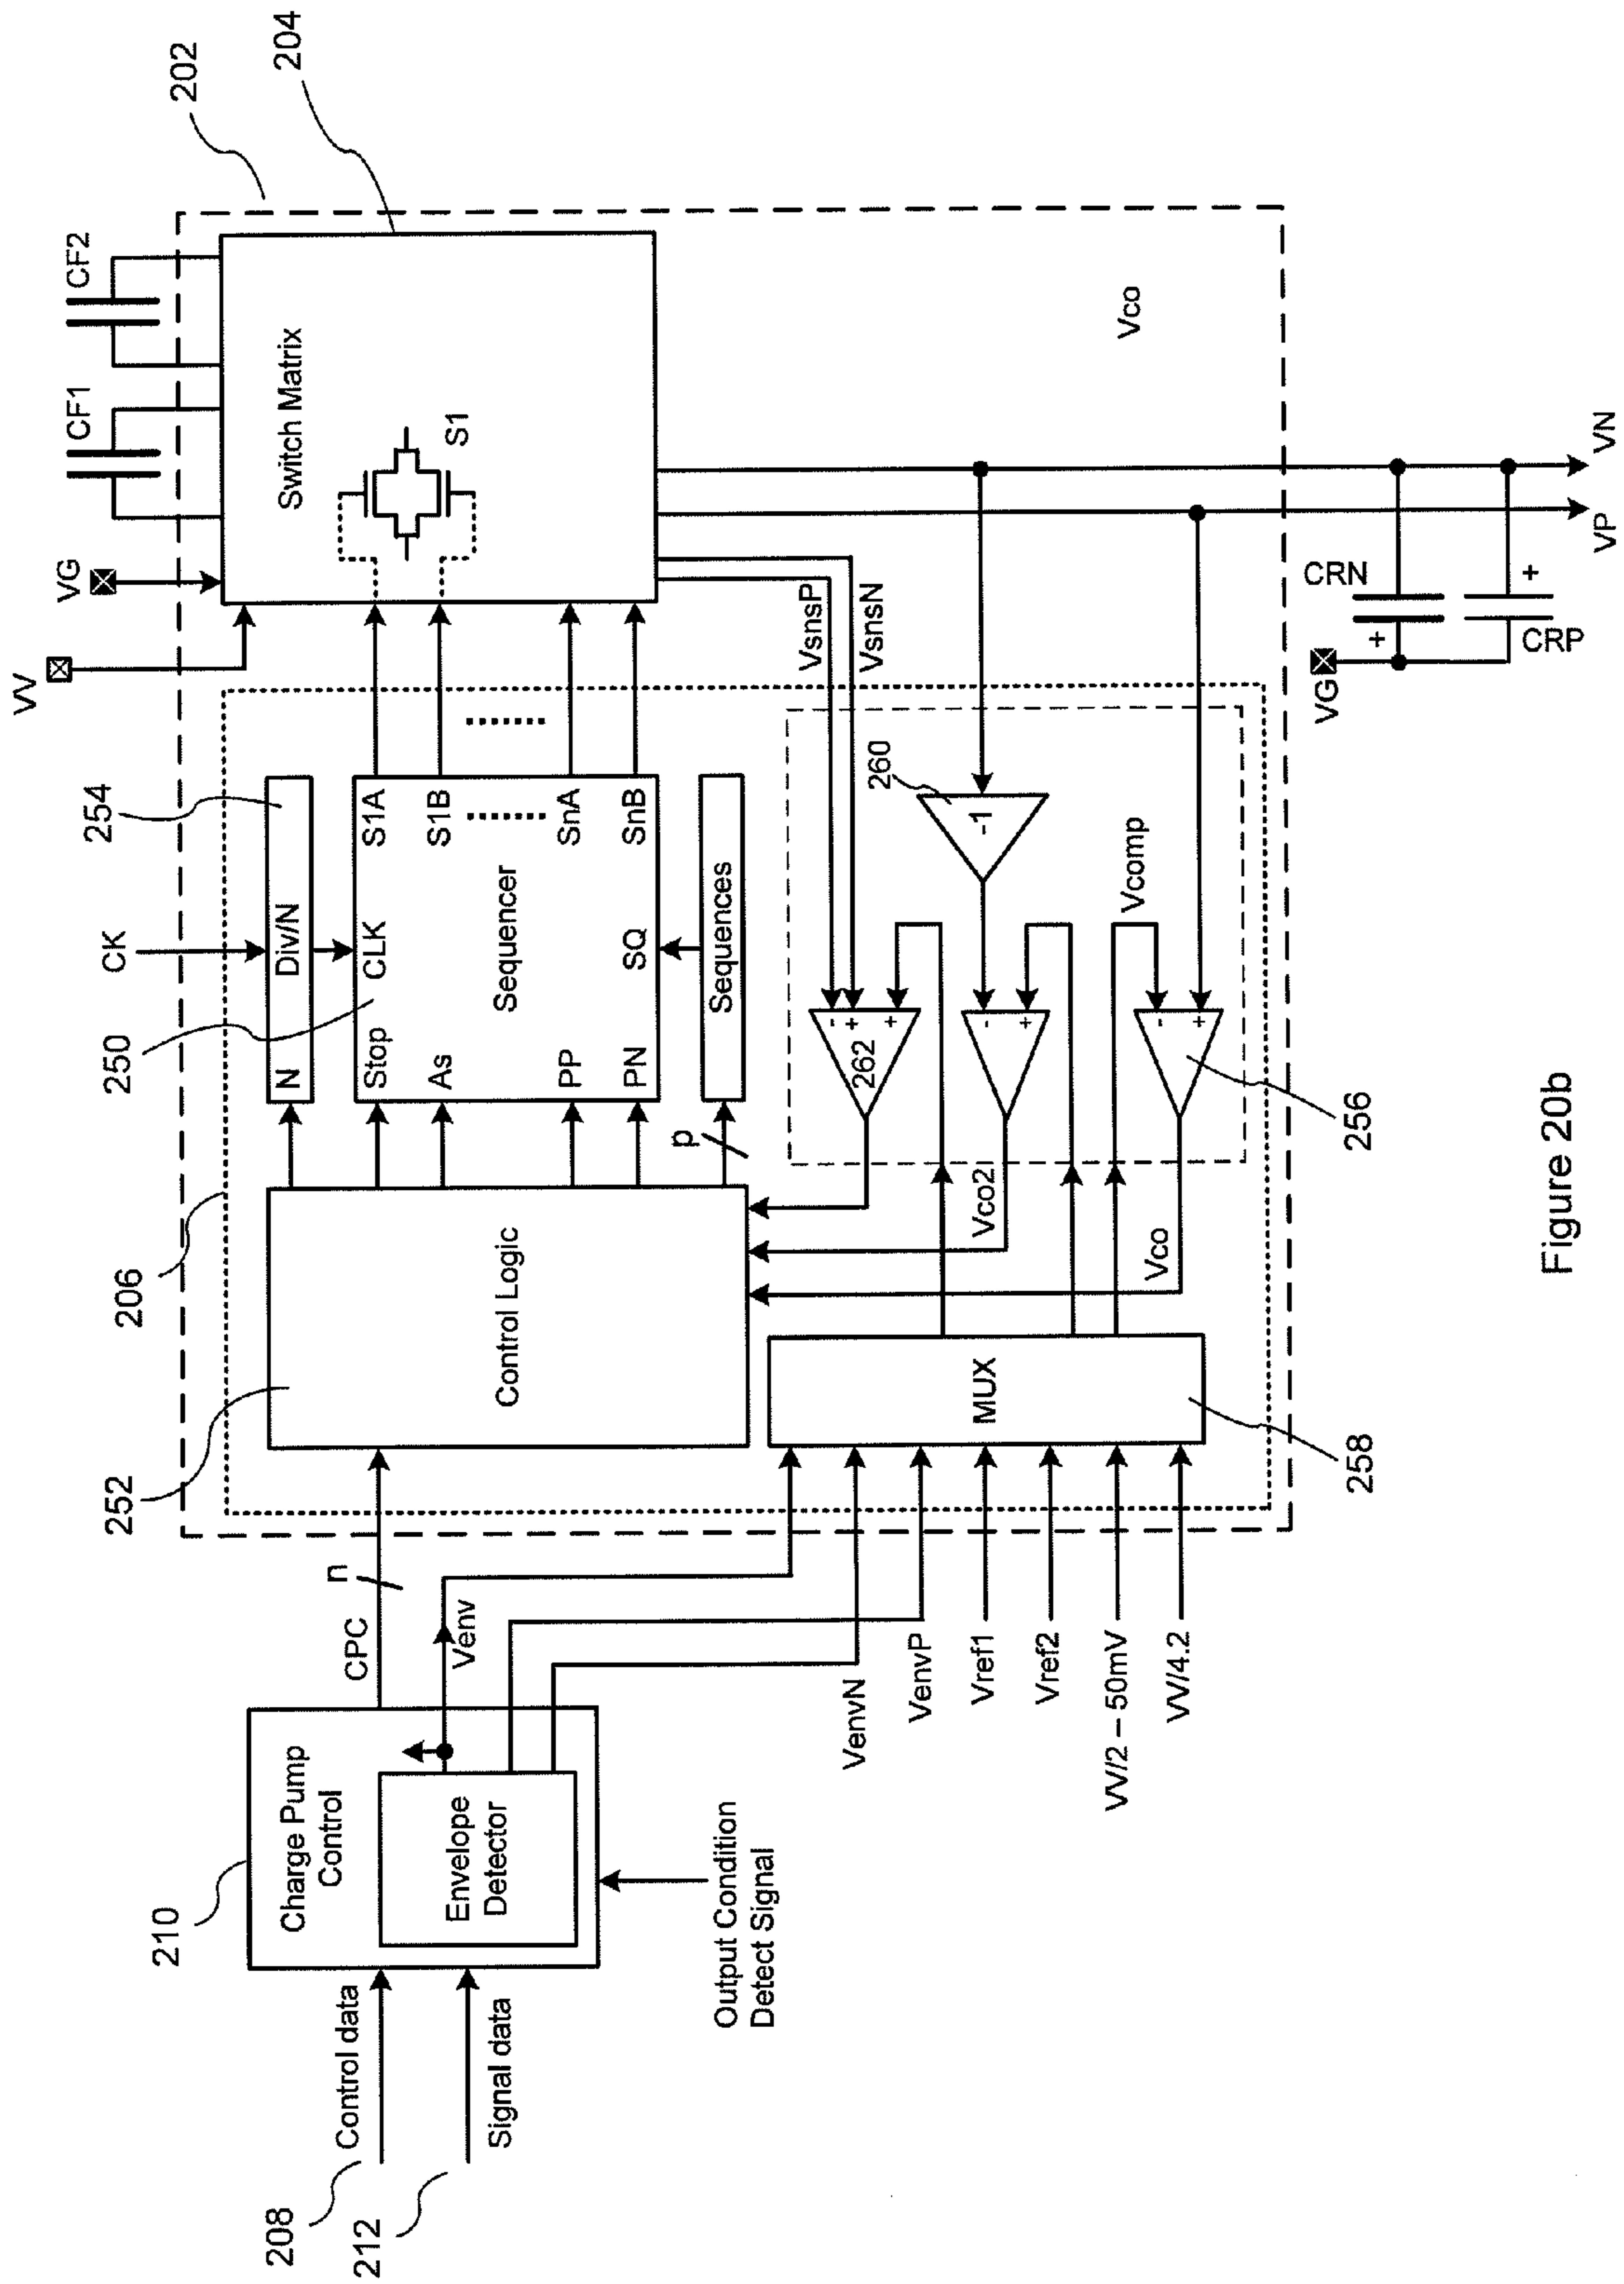 202
204
VV
VG
CF1
CF2
CK
254
250
206
252
N
Div/N
Stop
CLK
S1A
As
S1B
Sequencer
PP
SnA
PN
SQ
SnB
Sequences
p
Switch Matrix
S1
Control Logic
VsnsP
VsnsN
260
-1
262
-
+
+
-
+
-
+
Vcomp
256
Vco2
Vco
Vco
MUX
258
210
Charge Pump
Control
Envelope
Detector
CPC
n
Venv
Control data
208
Signal data
212
Output Condition
Detect Signal
VenvN
VenvP
Vref1
Vref2
VV/2 – 50mV
VV/4.2
VG
CRN
+
CRP
+
VP
VN
Figure 20b